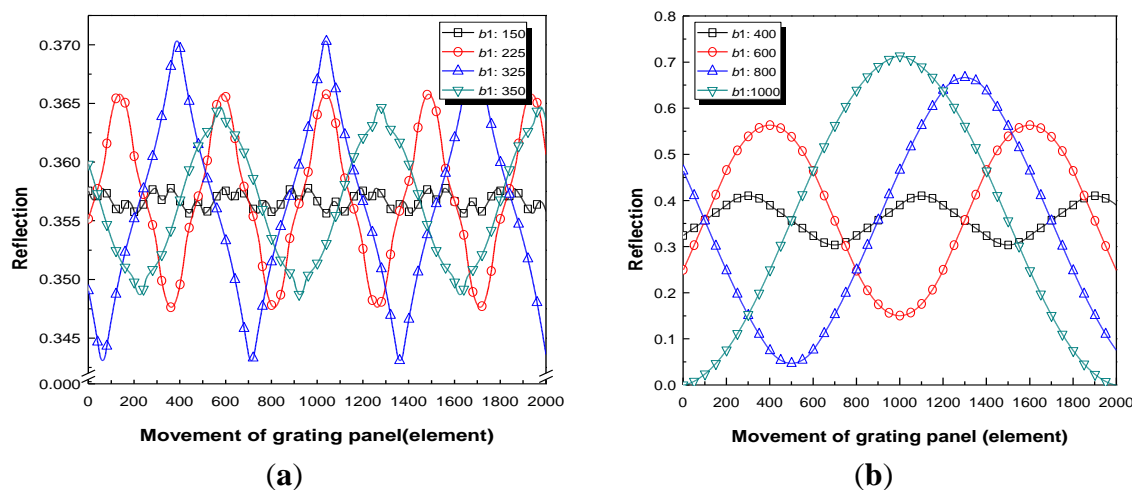 0.370
0.365
0.360
0.355
0.350
0.345
0.000
Reflection
b1: 150
b1: 225
b1: 325
b1: 350
0 200 400 600 800 1000 1200 1400 1600 1800 2000
Movement of grating panel(element)
(a)
0.8
0.7
0.6
0.5
0.4
0.3
0.2
0.1
0.0
Reflection
b1: 400
b1: 600
b1: 800
b1:1000
0 200 400 600 800 1000 1200 1400 1600 1800 2000
Movement of grating panel (element)
(b)